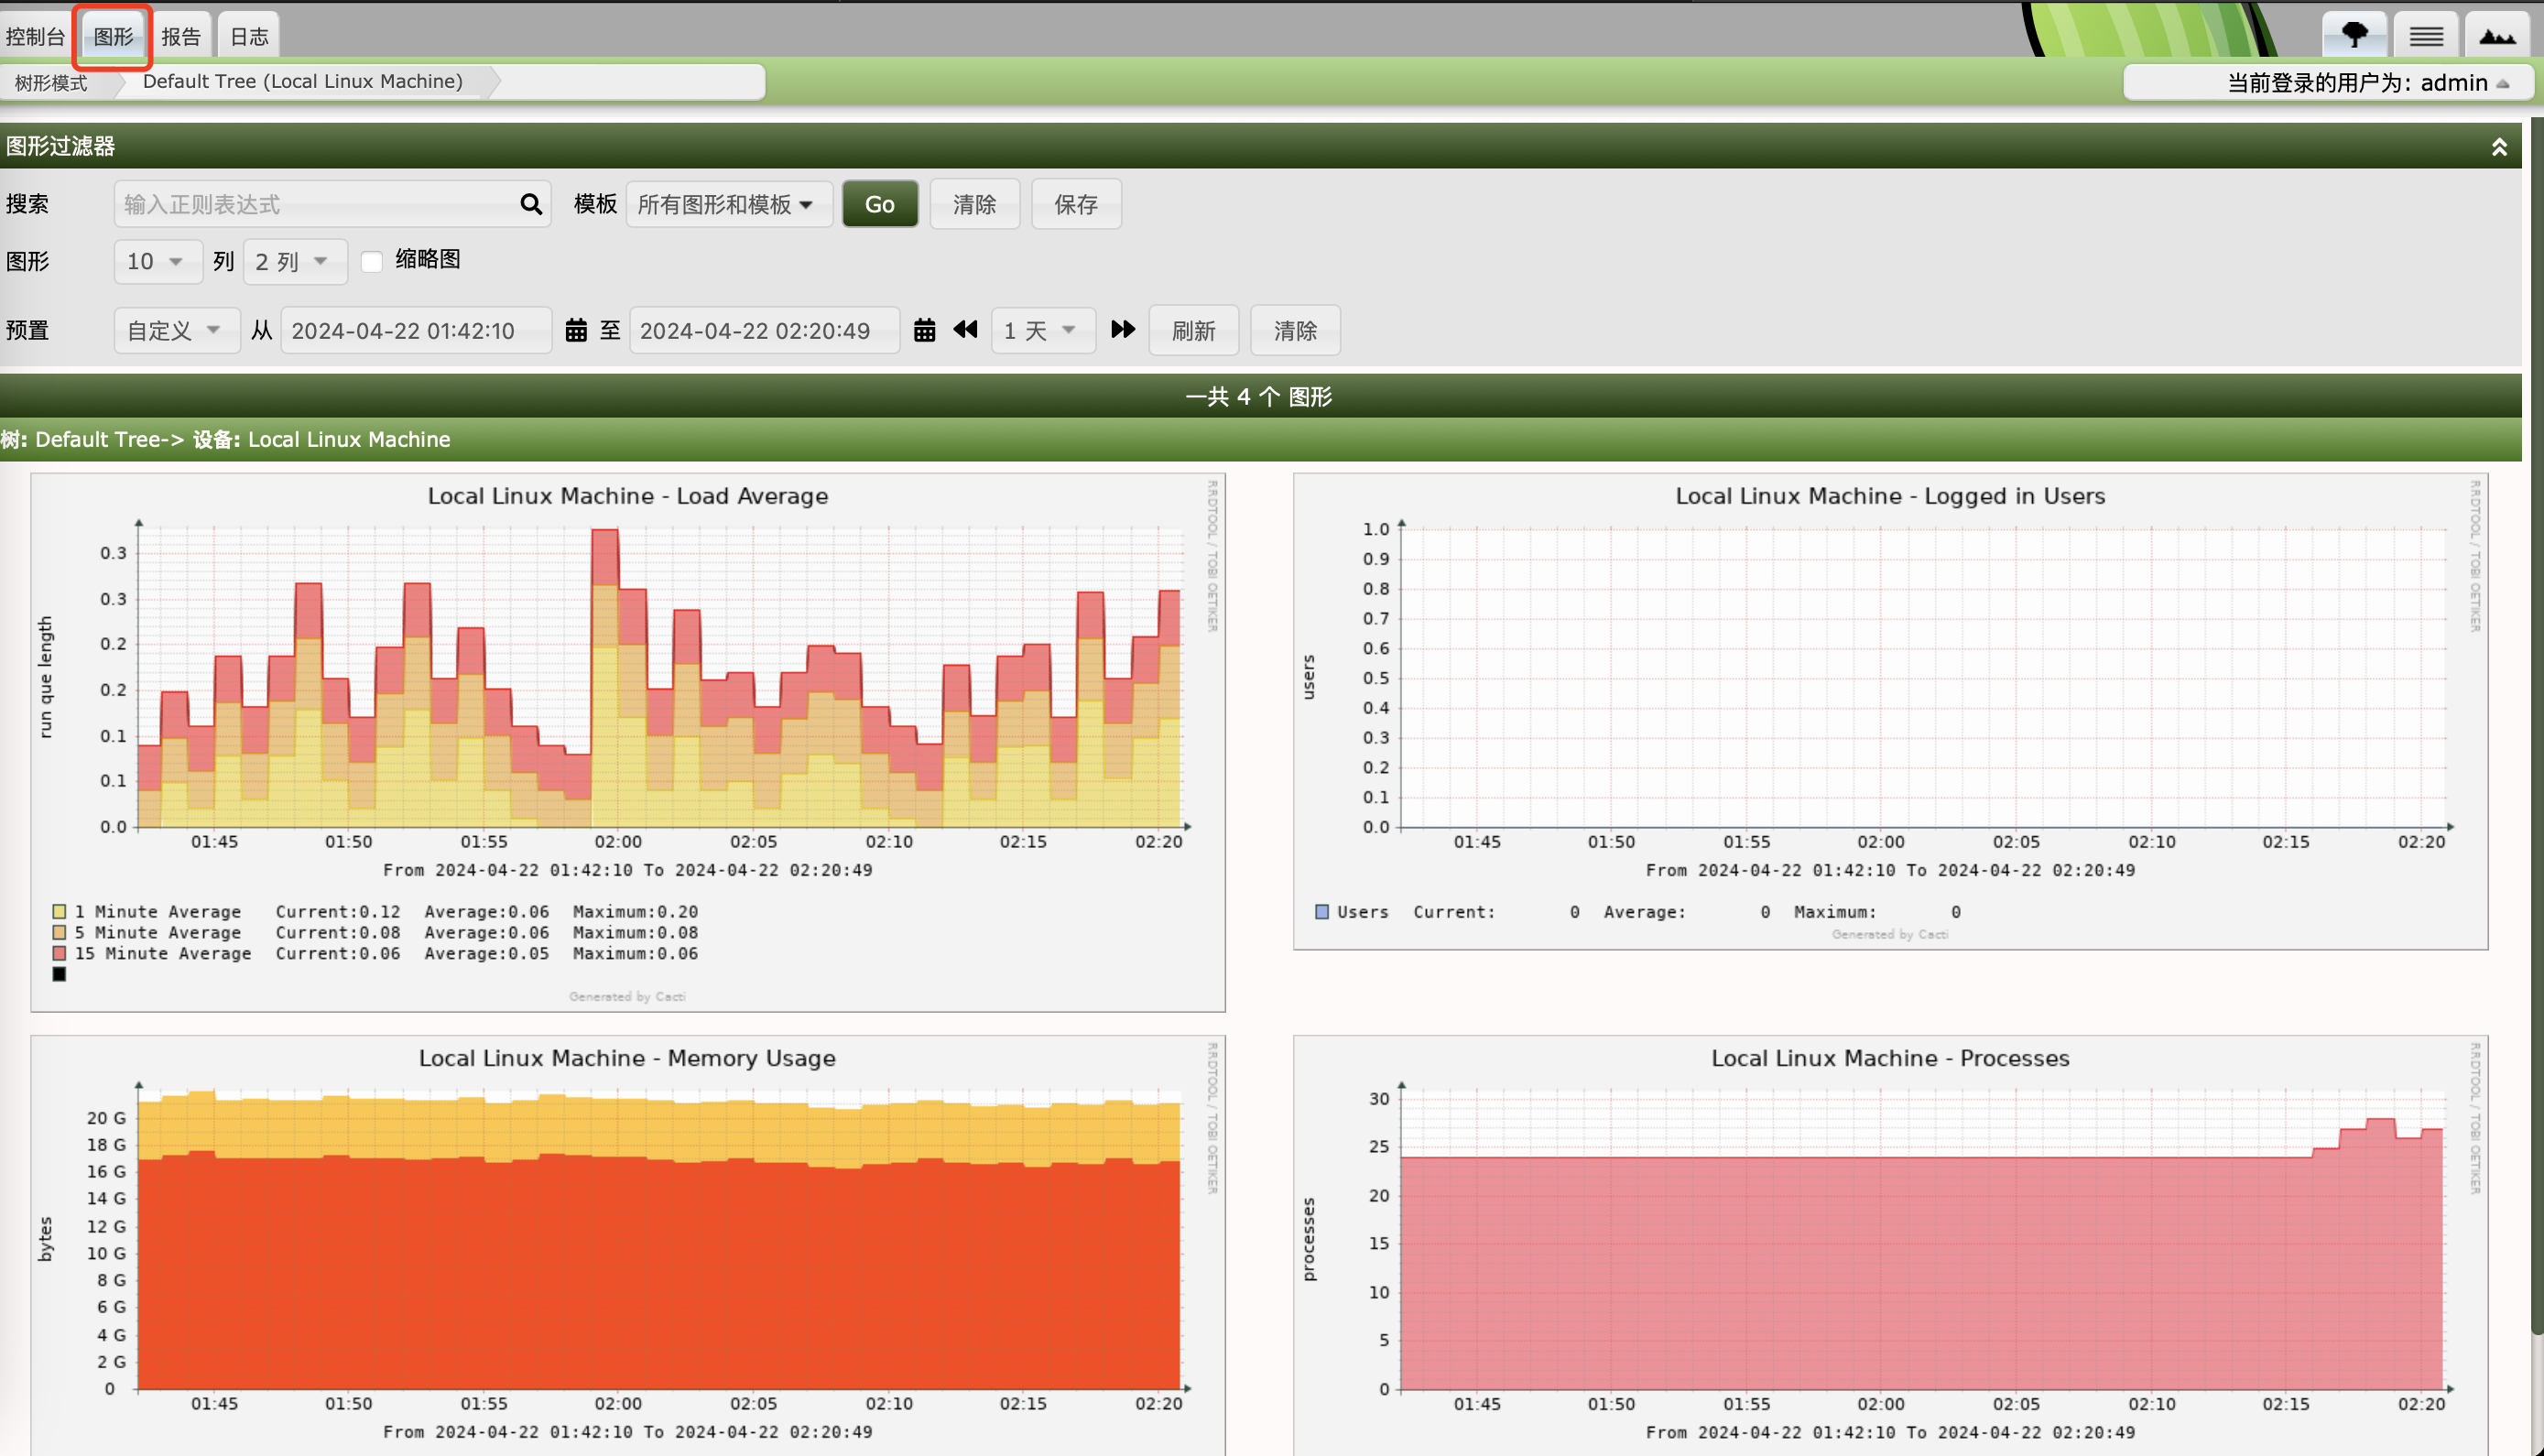 控制台 图形 报告 日志
树形模式 Default Tree (Local Linux Machine) 当前登录的用户为: admin
图形过滤器
搜索 输入正则表达式 模板 所有图形和模板 Go 清除 保存
图形 10 列 2 列 缩略图
预置 自定义 从 2024-04-22 01:42:10 至 2024-04-22 02:20:49 1 天 刷新 清除
一共 4 个 图形
树: Default Tree-> 设备: Local Linux Machine
Local Linux Machine - Load Average
RRDTOOL / TOBI OETIKER
run que length
0.3
0.3
0.2
0.2
0.1
0.1
0.0
01:45 01:50 01:55 02:00 02:05 02:10 02:15 02:20
From 2024-04-22 01:42:10 To 2024-04-22 02:20:49
1 Minute Average Current:0.12 Average:0.06 Maximum:0.20
5 Minute Average Current:0.08 Average:0.06 Maximum:0.08
15 Minute Average Current:0.06 Average:0.05 Maximum:0.06
Generated by Cacti
Local Linux Machine - Logged in Users
RRDTOOL / TOBI OETIKER
users
1.0
0.9
0.8
0.7
0.6
0.5
0.4
0.3
0.2
0.1
0.0
01:45 01:50 01:55 02:00 02:05 02:10 02:15 02:20
From 2024-04-22 01:42:10 To 2024-04-22 02:20:49
Users Current: 0 Average: 0 Maximum: 0
Generated by Cacti
Local Linux Machine - Memory Usage
RRDTOOL / TOBI OETIKER
bytes
20 G
18 G
16 G
14 G
12 G
10 G
8 G
6 G
4 G
2 G
0
01:45 01:50 01:55 02:00 02:05 02:10 02:15 02:20
From 2024-04-22 01:42:10 To 2024-04-22 02:20:49
Local Linux Machine - Processes
RRDTOOL / TOBI OETIKER
processes
30
25
20
15
10
5
0
01:45 01:50 01:55 02:00 02:05 02:10 02:15 02:20
From 2024-04-22 01:42:10 To 2024-04-22 02:20:49